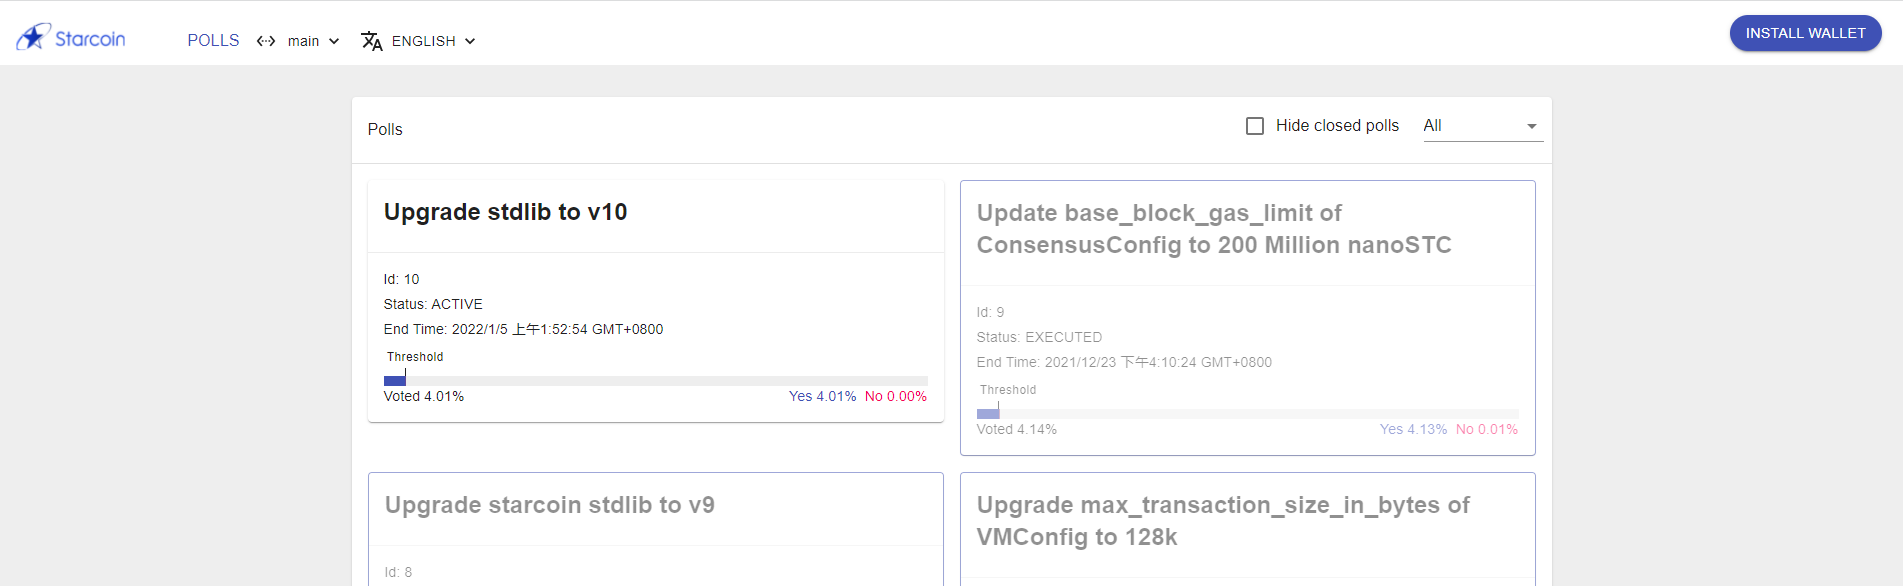 Starcoin
POLLS
main
ENGLISH
INSTALL WALLET
Polls
Hide closed polls
All
Upgrade stdlib to v10
Id: 10
Status: ACTIVE
End Time: 2022/1/5 上午1:52:54 GMT+0800
Threshold
Voted 4.01%
Yes 4.01% No 0.00%
Update base_block_gas_limit of
ConsensusConfig to 200 Million nanoSTC
Id: 9
Status: EXECUTED
End Time: 2021/12/23 下午4:10:24 GMT+0800
Threshold
Voted 4.14%
Yes 4.13% No 0.01%
Upgrade starcoin stdlib to v9
Id: 8
Upgrade max_transaction_size_in_bytes of
VMConfig to 128k